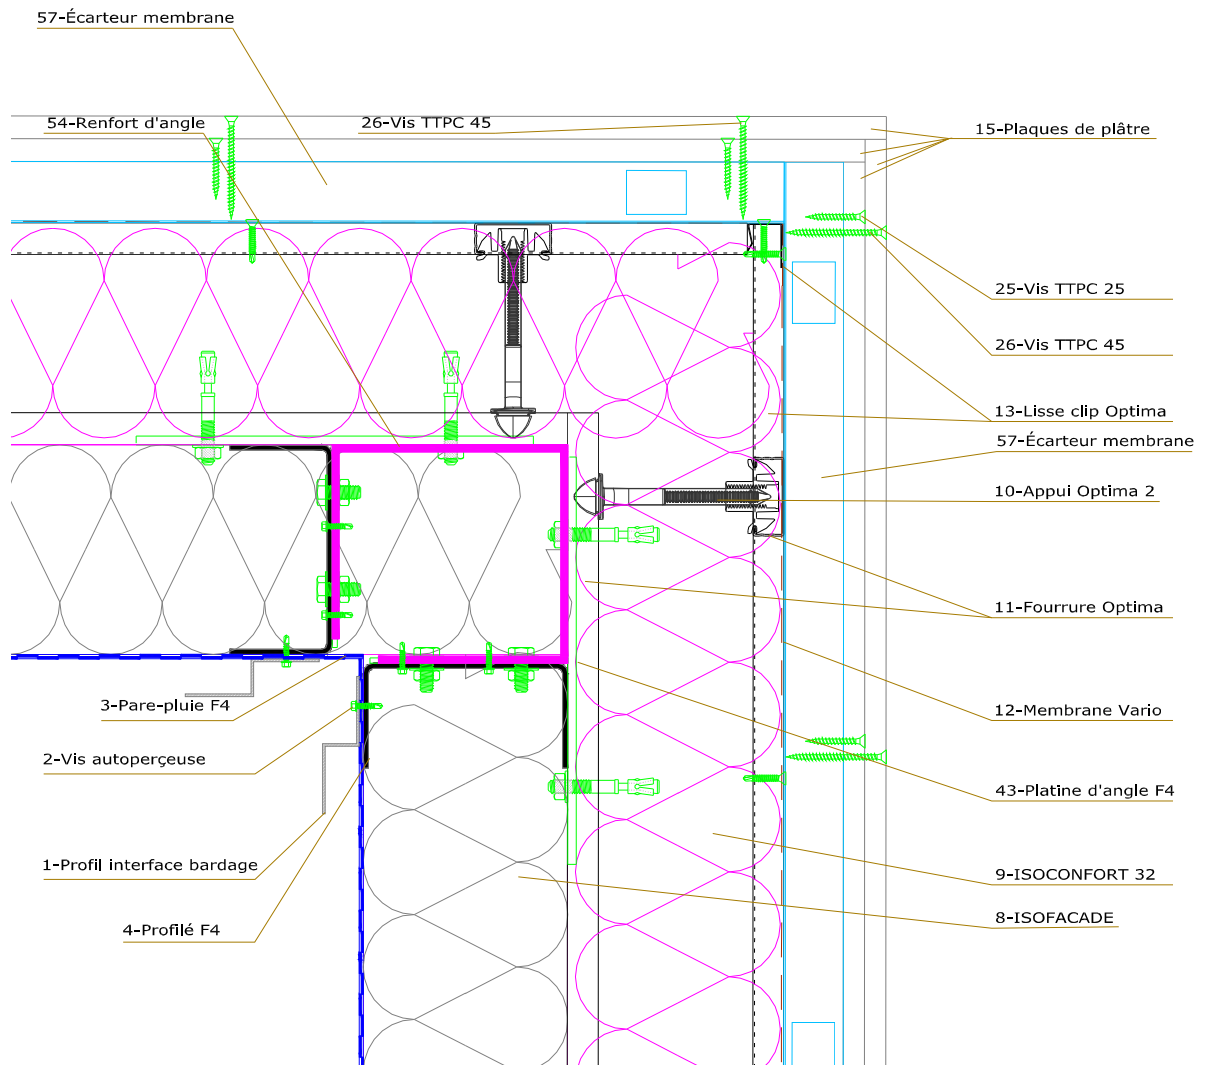 57-Écarteur membrane
54-Renfort d'angle
26-Vis TTPC 45
15-Plaques de plâtre
25-Vis TTPC 25
26-Vis TTPC 45
13-Lisse clip Optima
57-Écarteur membrane
10-Appui Optima 2
11-Fourrure Optima
3-Pare-pluie F4
12-Membrane Vario
2-Vis autoperçeuse
43-Platine d'angle F4
1-Profil interface bardage
9-ISOCONFORT 32
8-ISOFACADE
4-Profilé F4